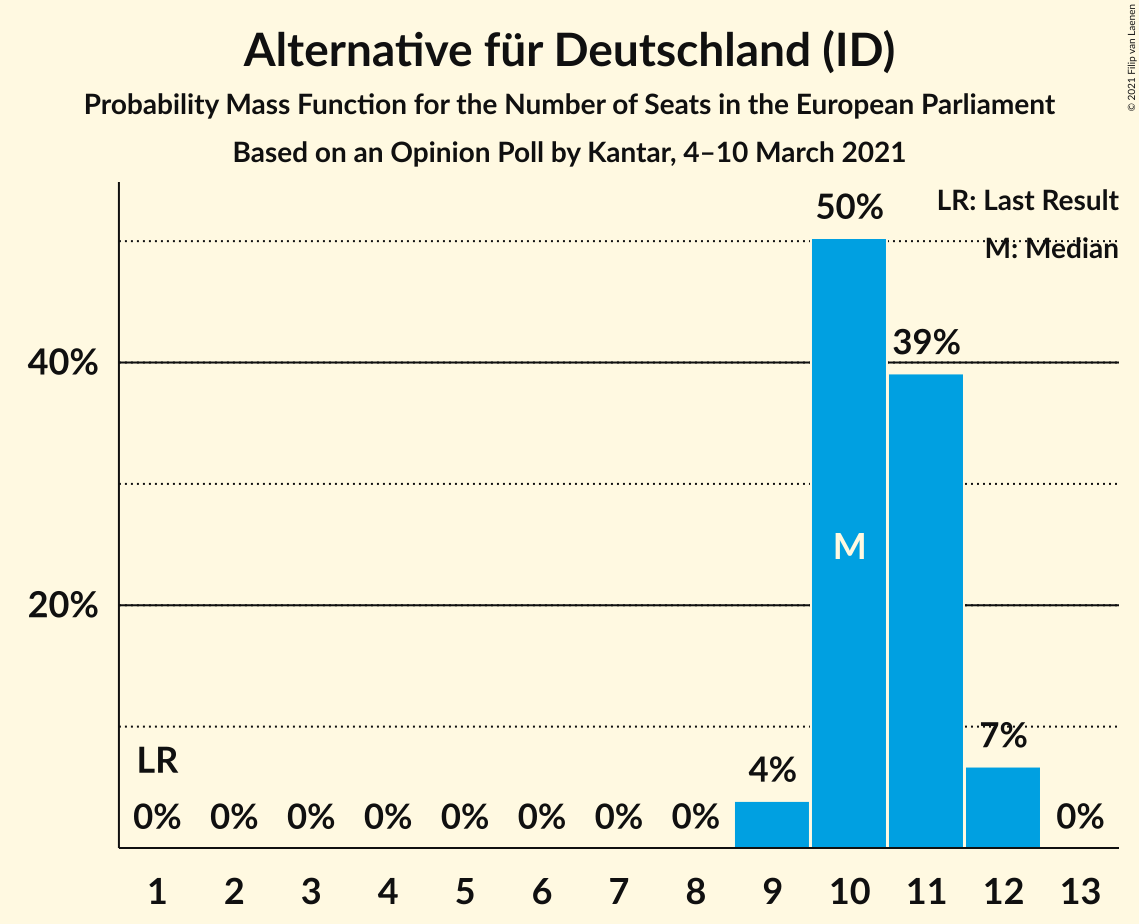 Alternative für Deutschland (ID)
Probability Mass Function for the Number of Seats in the European Parliament
Based on an Opinion Poll by Kantar, 4–10 March 2021
© 2021 Filip van Laenen
LR: Last Result
M: Median
50%
39%
40%
M
20%
LR
7%
4%
0% 0% 0% 0% 0% 0% 0% 0% 0%
1 2 3 4 5 6 7 8 9 10 11 12 13